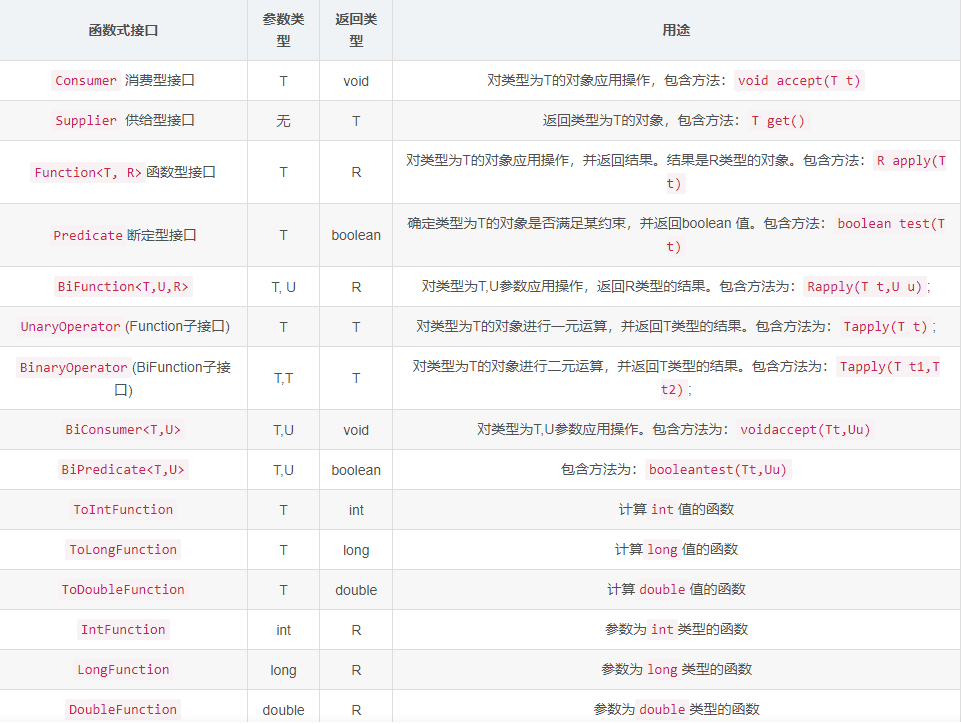 函数式接口 参数类 返回类 用途
型 型
Consumer 消费型接口 T void 对类型为T的对象应用操作，包含方法： void accept(T t)
Supplier 供给型接口 无 T 返回类型为T的对象，包含方法： T get()
Function<T, R> 函数型接口 T R 对类型为T的对象应用操作，并返回结果。结果是R类型的对象。包含方法： R apply(T
t)
Predicate 断定型接口 T boolean 确定类型为T的对象是否满足某约束，并返回boolean 值。包含方法： boolean test(T
t)
BiFunction<T,U,R> T, U R 对类型为T,U参数应用操作，返回R类型的结果。包含方法为： Rapply(T t,U u) ;
UnaryOperator (Function子接口) T T 对类型为T的对象进行一元运算，并返回T类型的结果。包含方法为： Tapply(T t) ;
BinaryOperator (BiFunction子接
口) T,T T 对类型为T的对象进行二元运算，并返回T类型的结果。包含方法为： Tapply(T t1,T
t2) ;
BiConsumer<T,U> T,U void 对类型为T,U参数应用操作。包含方法为： voidaccept(Tt,Uu)
BiPredicate<T,U> T,U boolean 包含方法为： booleantest(Tt,Uu)
ToIntFunction T int 计算 int 值的函数
ToLongFunction T long 计算 long 值的函数
ToDoubleFunction T double 计算 double 值的函数
IntFunction int R 参数为 int 类型的函数
LongFunction long R 参数为 long 类型的函数
DoubleFunction double R 参数为 double 类型的函数